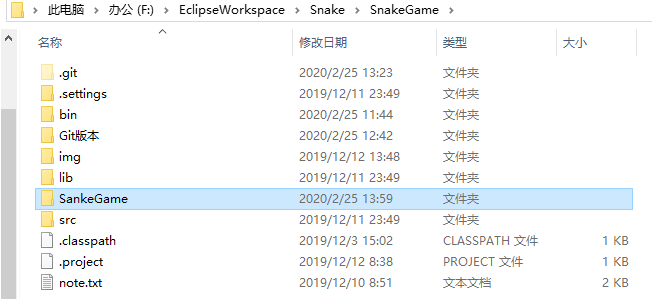 此电脑 > 办公 (F:) > EclipseWorkspace > Snake > SnakeGame >
名称 修改日期 类型 大小
.git 2020/2/25 13:23 文件夹
.settings 2019/12/11 23:49 文件夹
bin 2020/2/25 11:44 文件夹
Git版本 2020/2/25 12:42 文件夹
img 2019/12/12 13:48 文件夹
lib 2019/12/11 23:49 文件夹
SankeGame 2020/2/25 13:59 文件夹
src 2019/12/11 23:49 文件夹
.classpath 2019/12/3 15:02 CLASSPATH 文件 1 KB
.project 2019/12/12 8:38 PROJECT 文件 1 KB
note.txt 2019/12/10 8:51 文本文档 2 KB